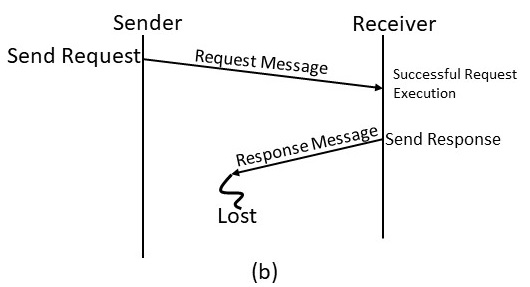 Sender
Receiver
Send Request
Request Message
Successful Request
Execution
Response Message
Send Response
Lost
(b)